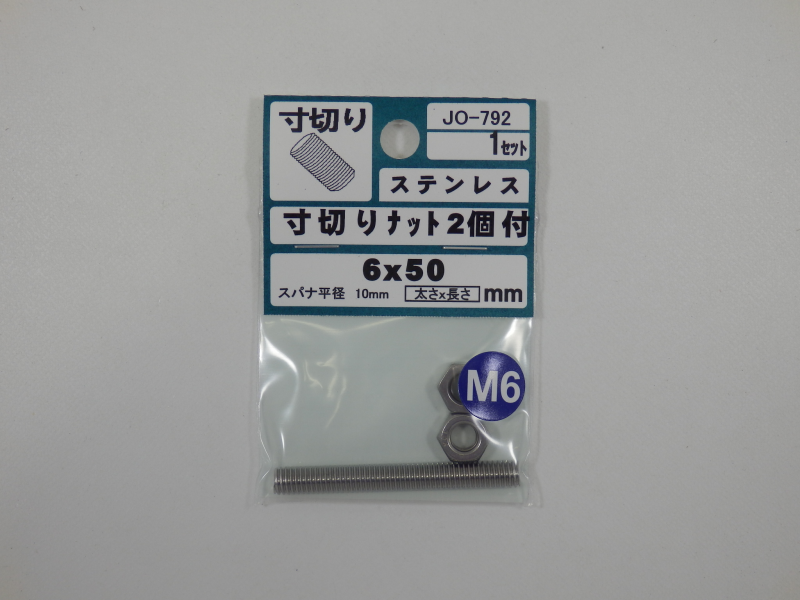 寸切り
JO-792
1セット
ステンレス
寸切りナット2個付
6x50
スパナ平径 10mm 太さx長さ mm
M6